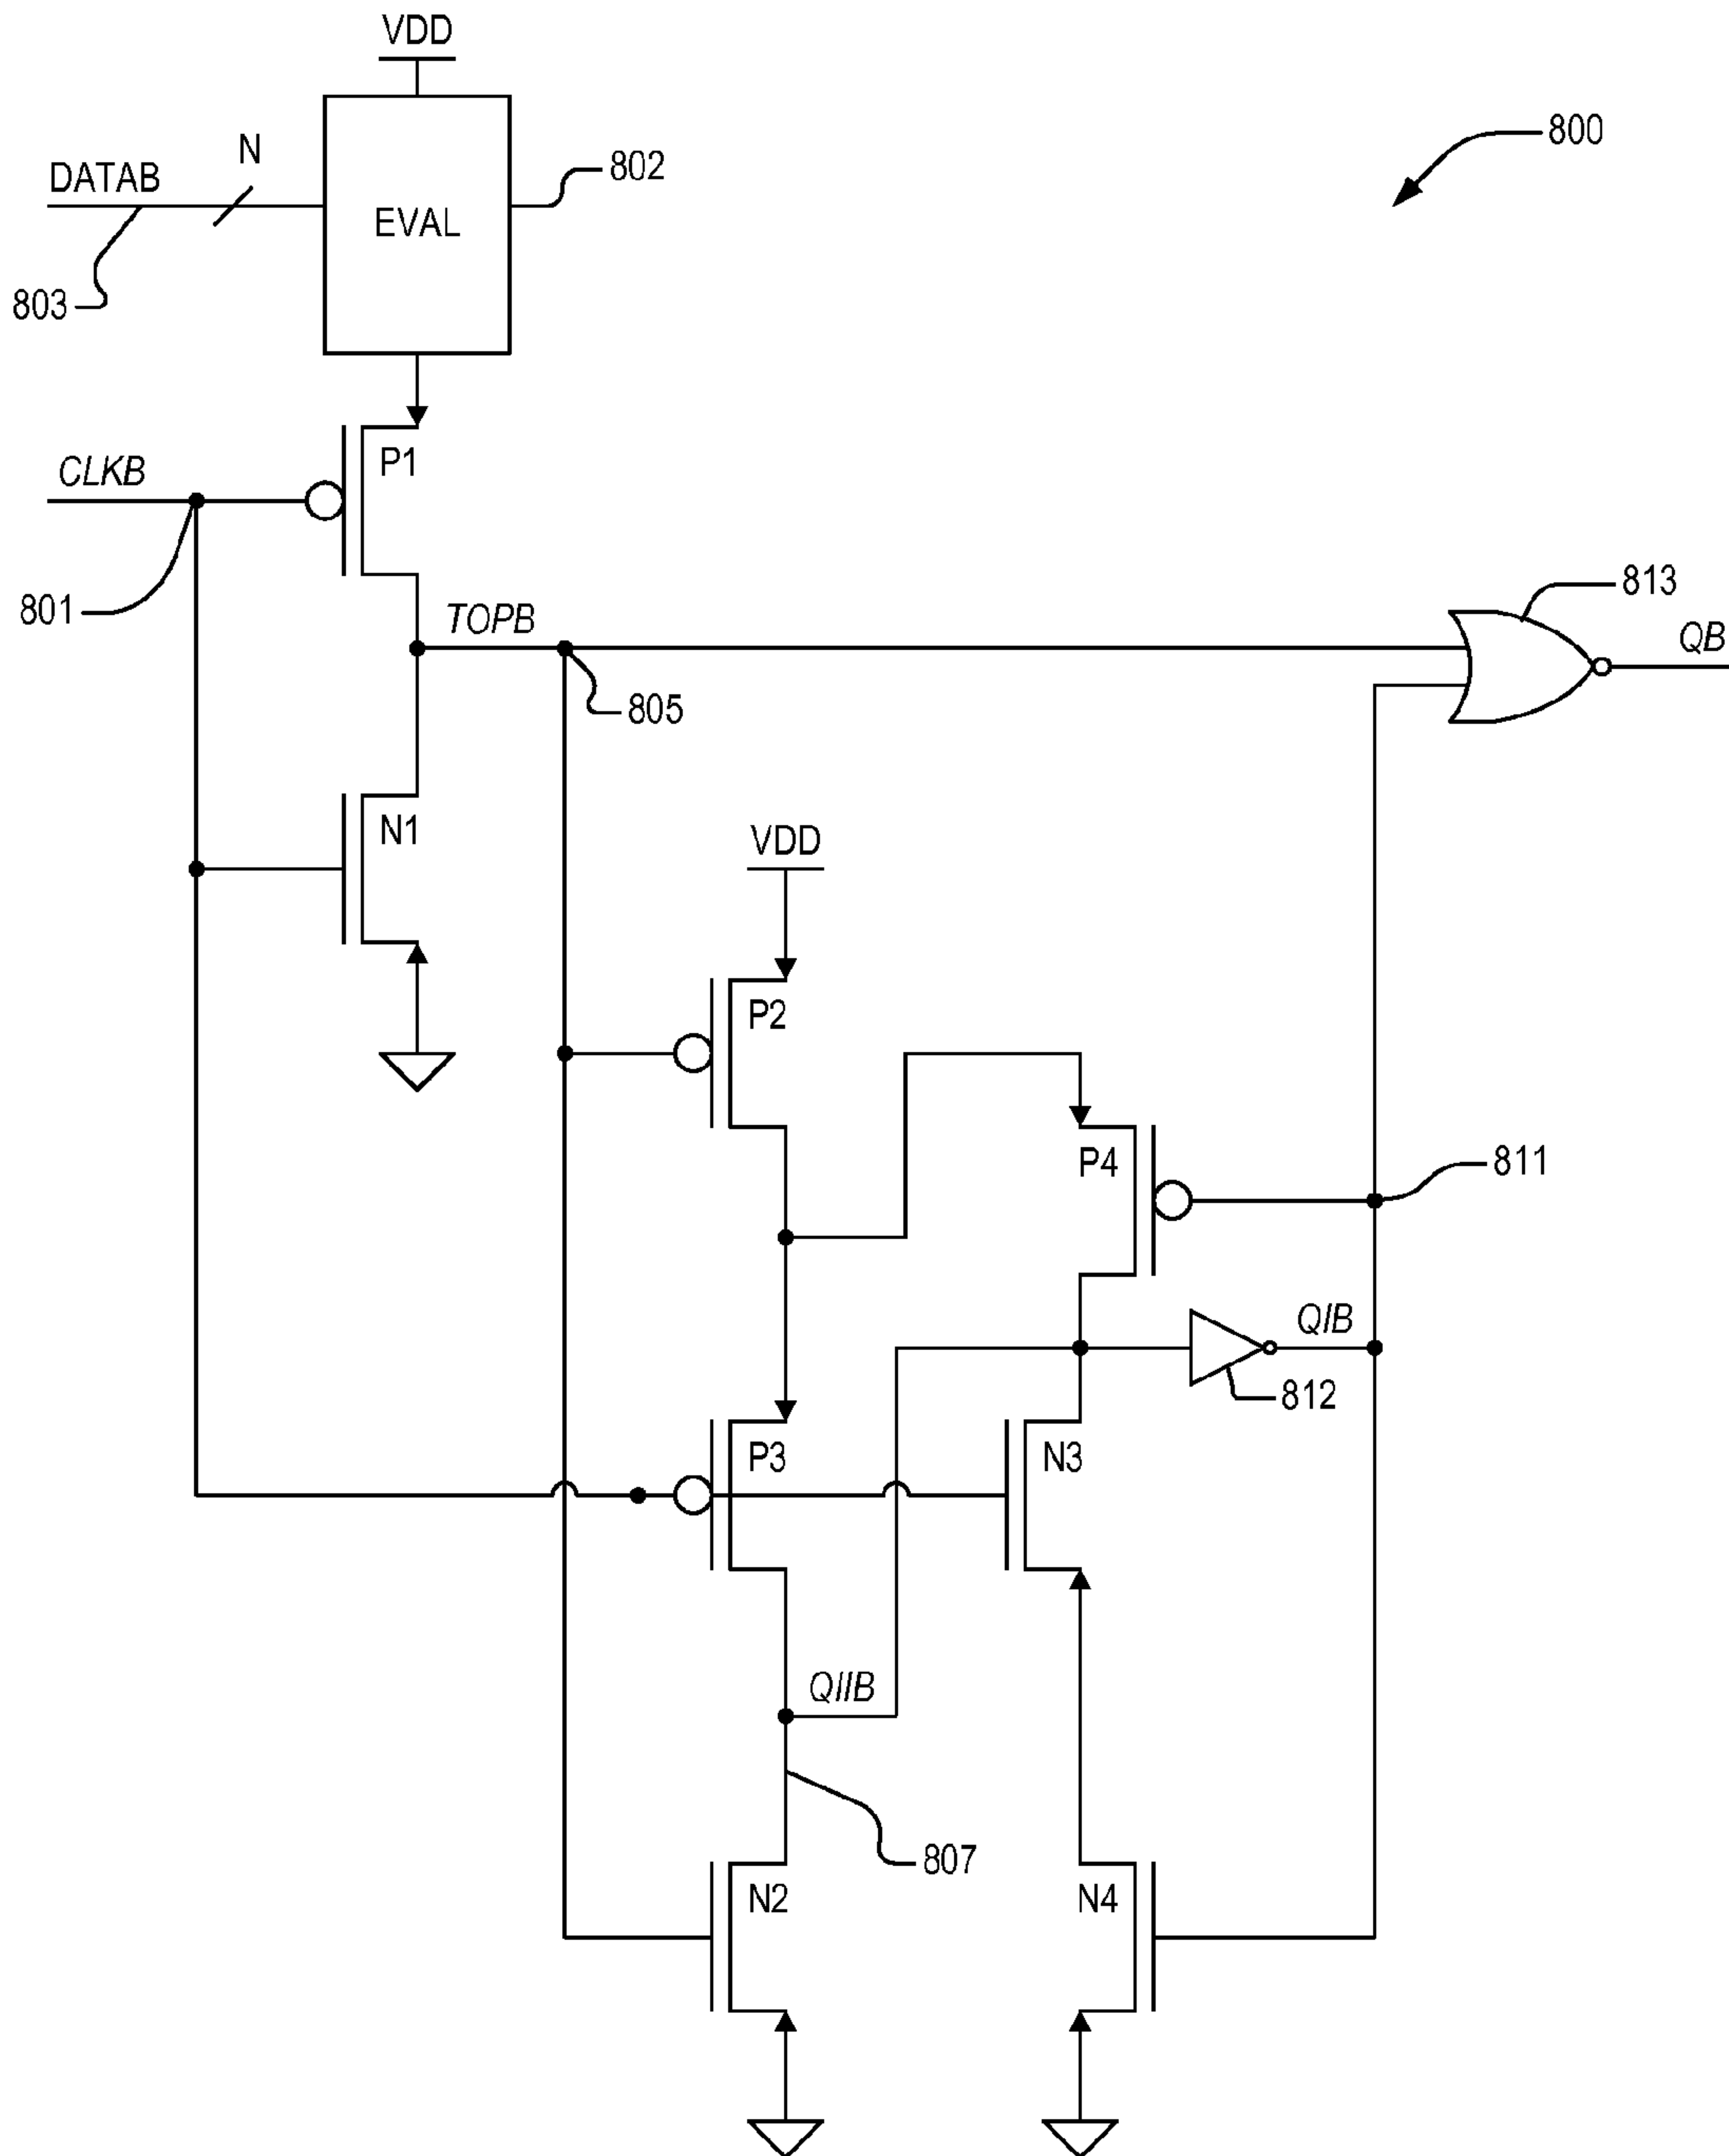 VDD
800
N
802
DATAB
EVAL
803
P1
CLKB
813
801
TOPB
QB
805
N1
VDD
P2
P4
811
QIB
812
P3
N3
QIIB
807
N2
N4